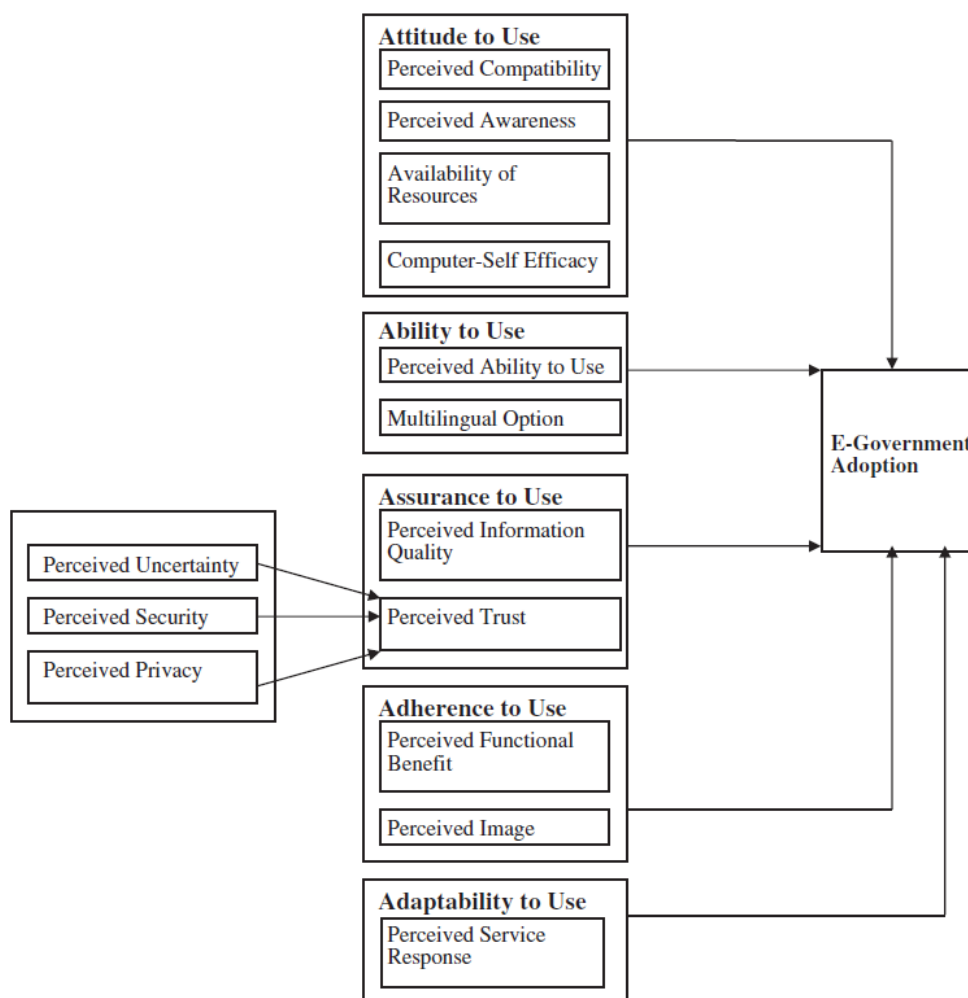 Attitude to Use
Perceived Compatibility
Perceived Awareness
Availability of
Resources
Computer-Self Efficacy
Ability to Use
Perceived Ability to Use
Multilingual Option
E-Government
Adoption
Assurance to Use
Perceived Information
Quality
Perceived Trust
Perceived Uncertainty
Perceived Security
Perceived Privacy
Adherence to Use
Perceived Functional
Benefit
Perceived Image
Adaptability to Use
Perceived Service
Response